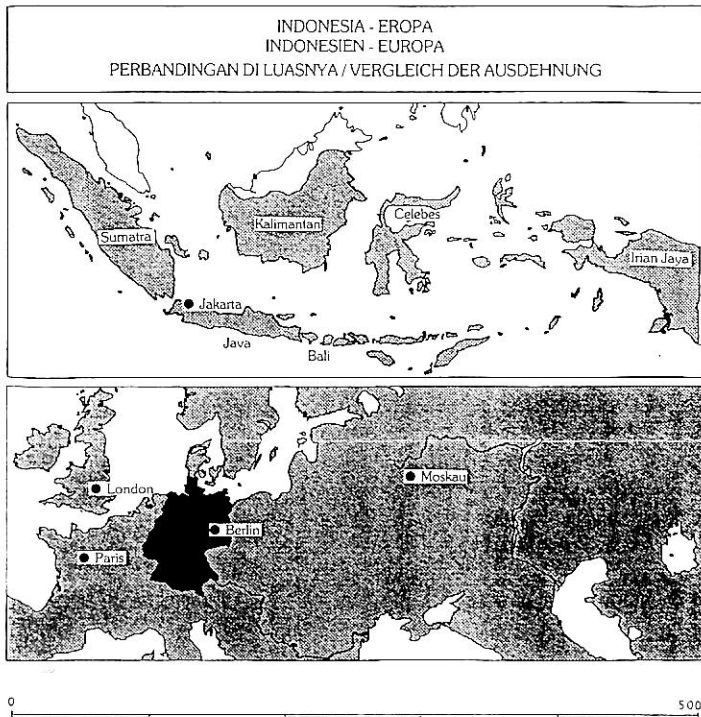 INDONESIA - EROPA
INDONESIEN - EUROPA
PERBANDINGAN DI LUASNYA / VERGLEICH DER AUSDEHNUNG
Sumatra
Kalimantan
Celebes
Irian Jaya
Jakarta
Java
Bali
London
Moskau
Berlin
Paris
0
500